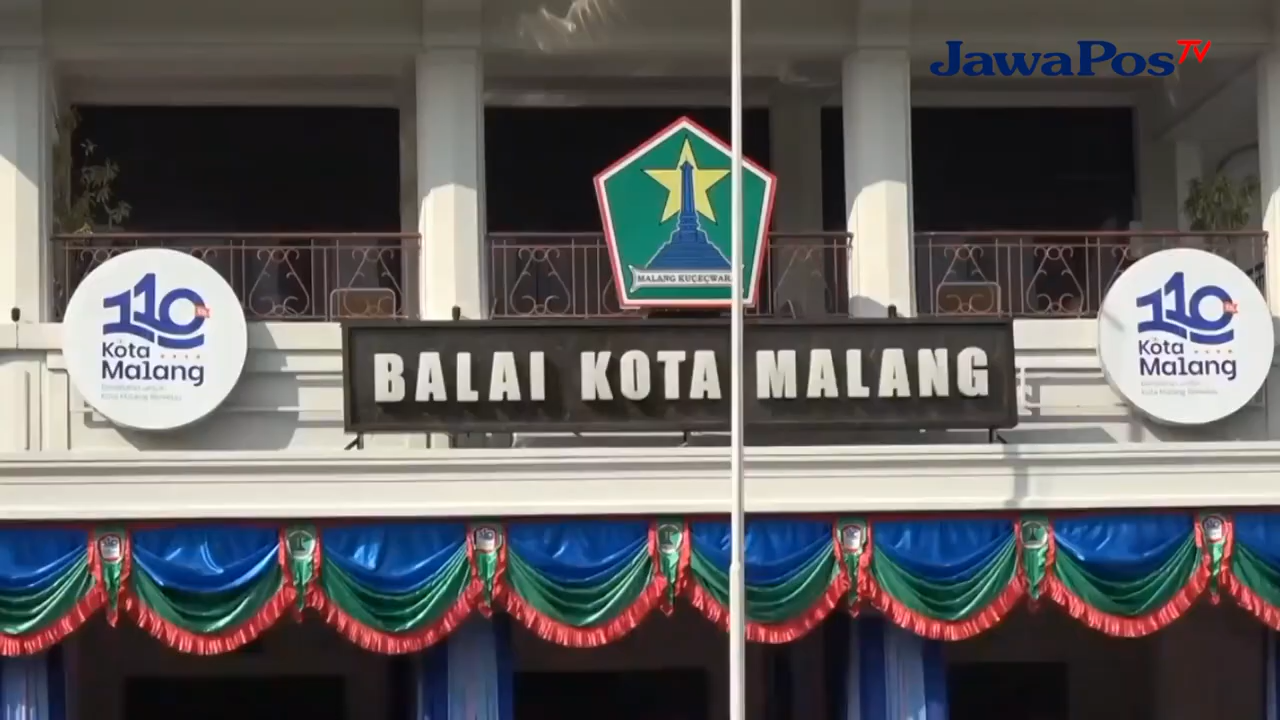 JawaPos TV
MALANG KUÇEÇWARA
110
Kota
Malang
BALAI KOTA MALANG
110
Kota
Malang